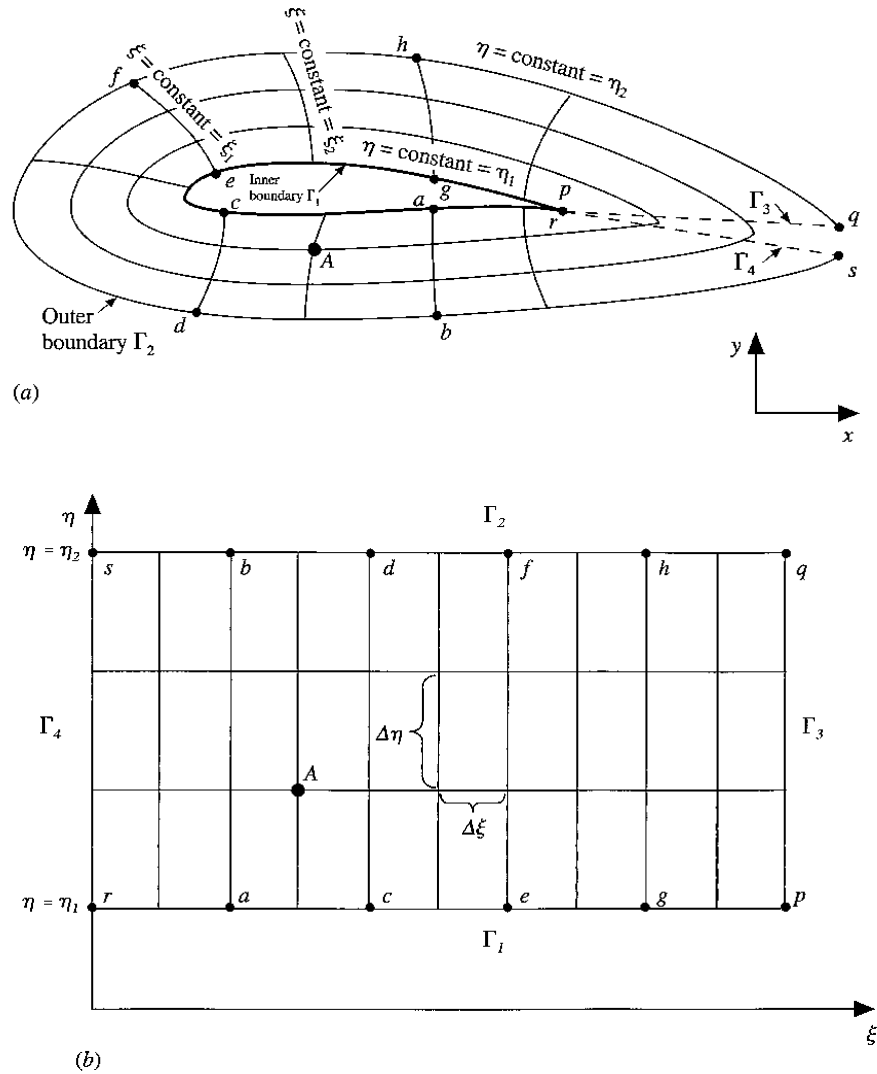 ξ = constant = ξ₁
ξ = constant = ξ₂
h
η = constant = η₂
f
η = constant = η₁
e
Inner
boundary Γ₁
g
p
c
a
r
Γ₃
q
A
Γ₄
s
Outer
boundary Γ₂
d
b
y
x
(a)
η
Γ₂
η = η₂
s b d f h q
Γ₄
Δη
Γ₃
A
Δξ
η = η₁
r a c e g p
Γ₁
ξ
(b)